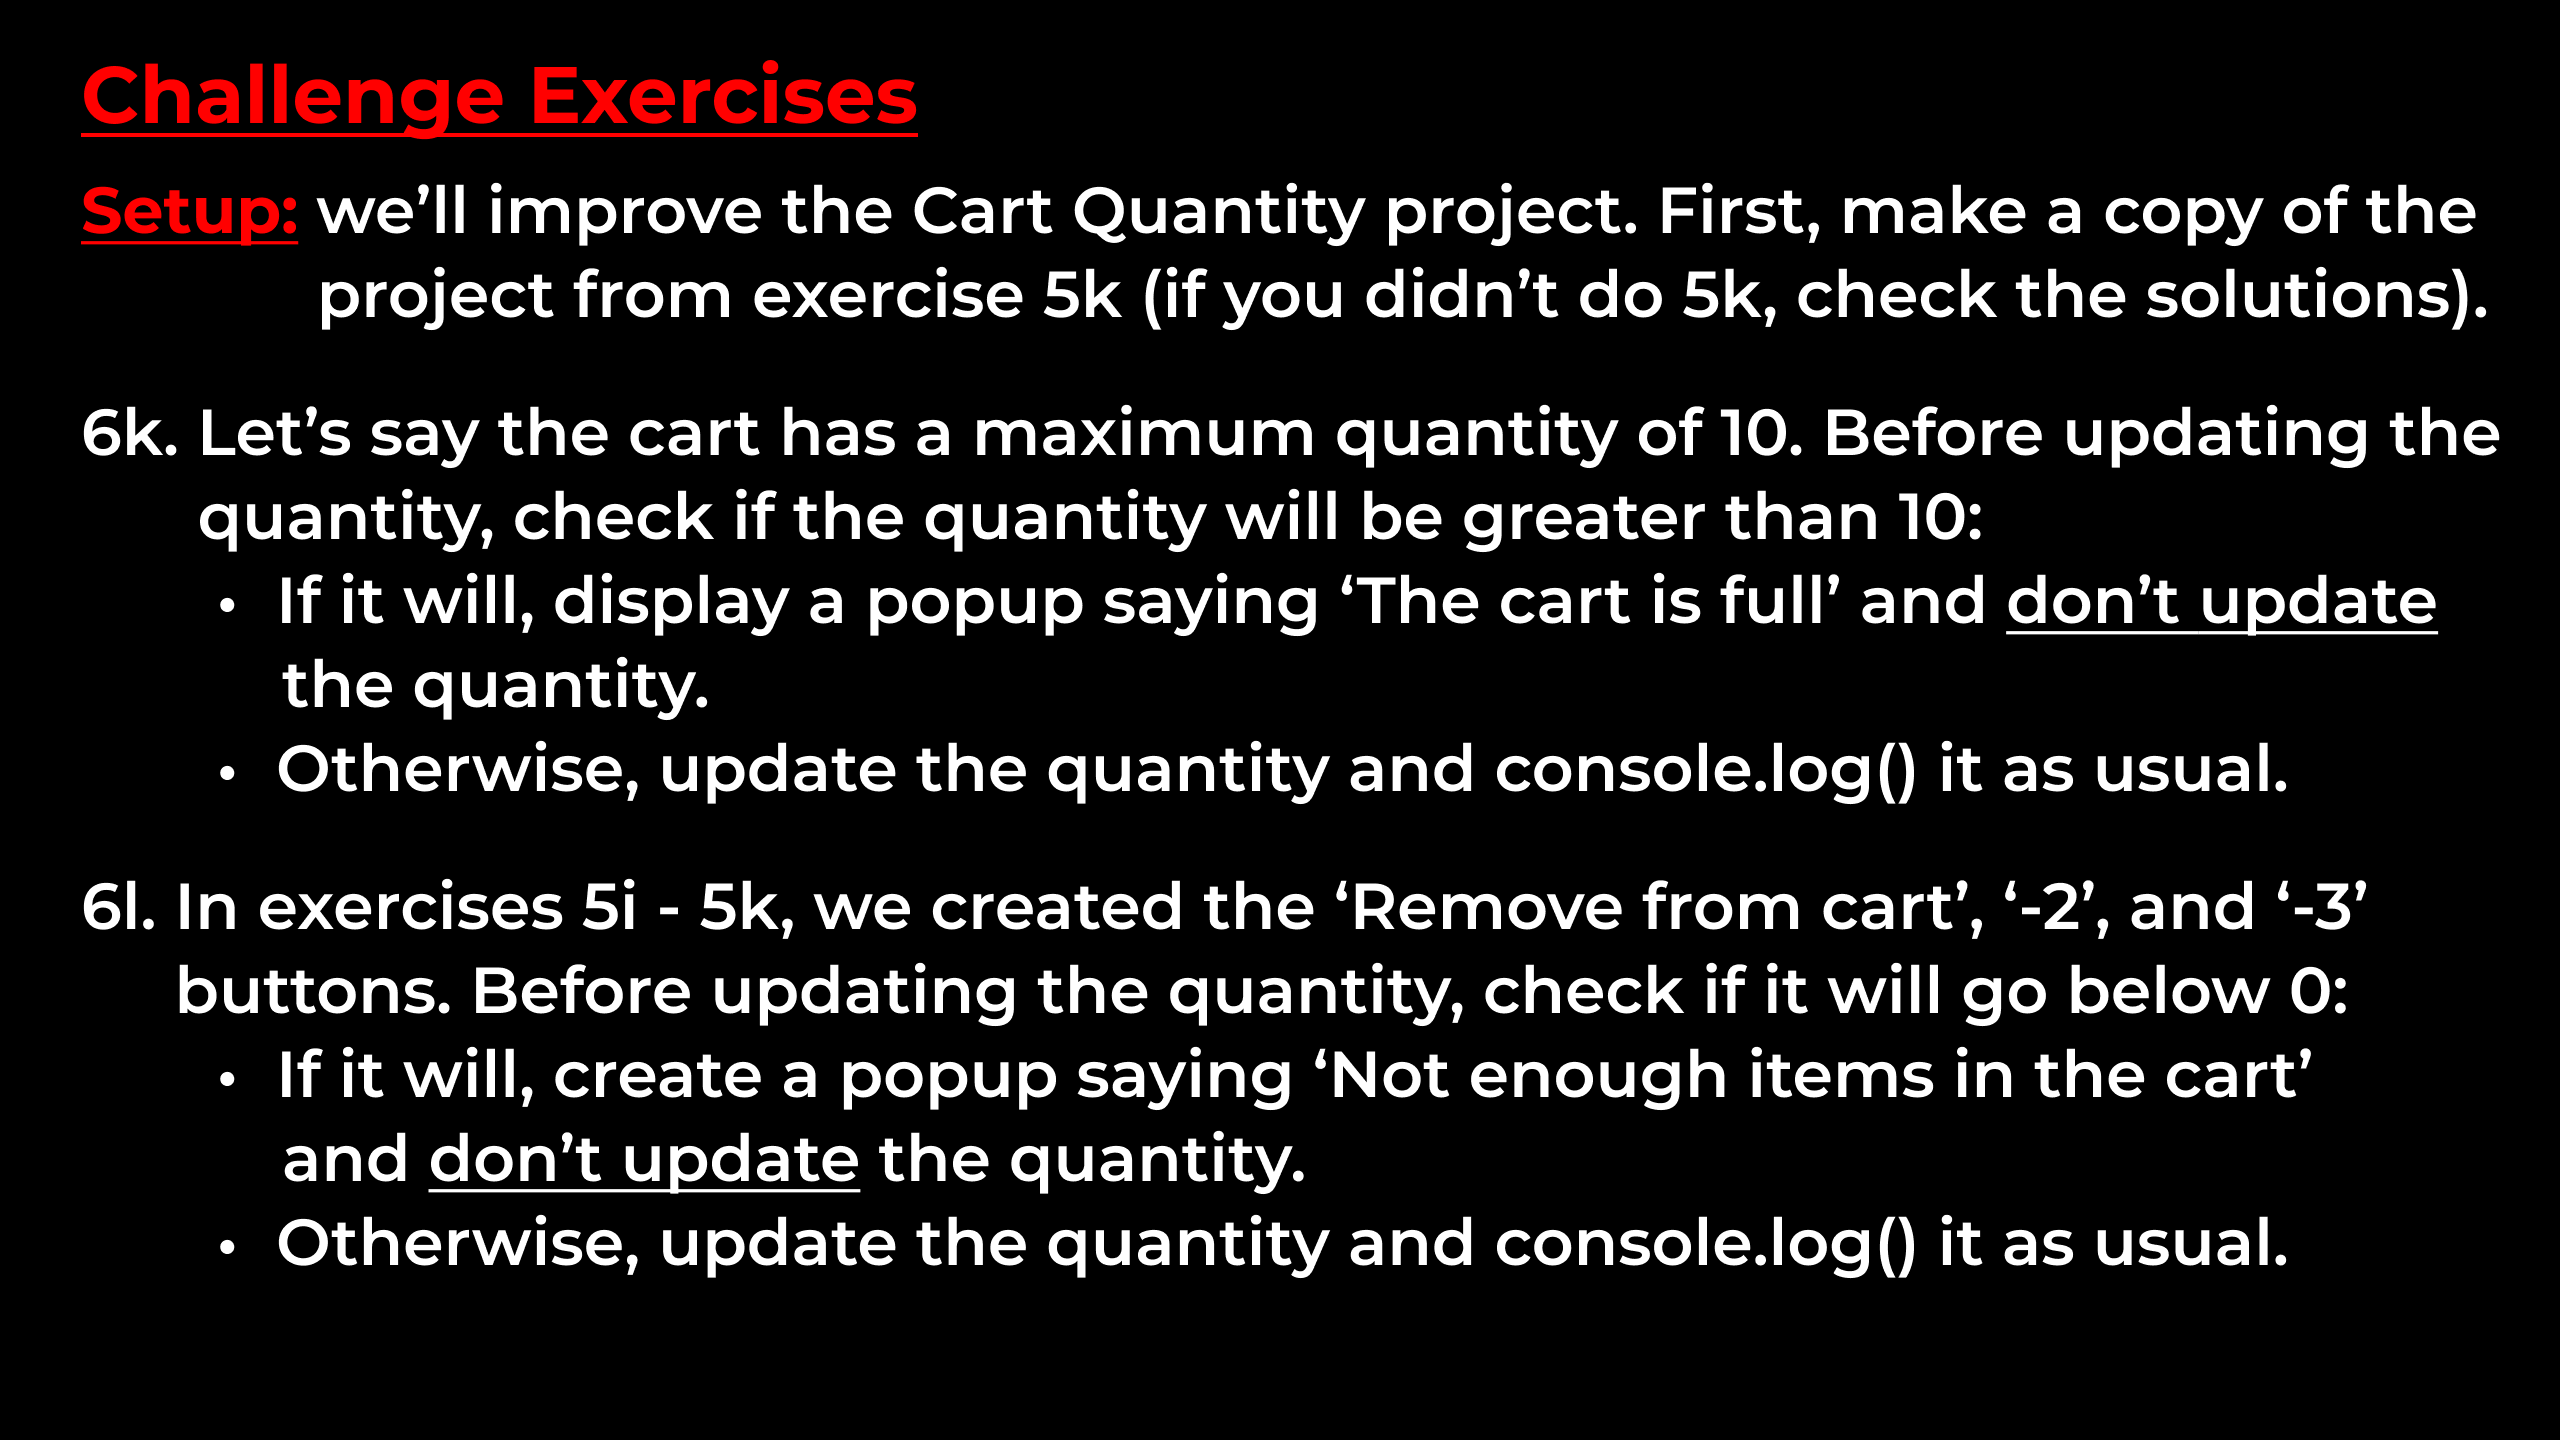 Challenge Exercises
Setup: we’ll improve the Cart Quantity project. First, make a copy of the
project from exercise 5k (if you didn’t do 5k, check the solutions).
6k. Let’s say the cart has a maximum quantity of 10. Before updating the
quantity, check if the quantity will be greater than 10:
• If it will, display a popup saying ‘The cart is full’ and don’t update
the quantity.
• Otherwise, update the quantity and console.log() it as usual.
6l. In exercises 5i - 5k, we created the ‘Remove from cart’, ‘-2’, and ‘-3’
buttons. Before updating the quantity, check if it will go below 0:
• If it will, create a popup saying ‘Not enough items in the cart’
and don’t update the quantity.
• Otherwise, update the quantity and console.log() it as usual.